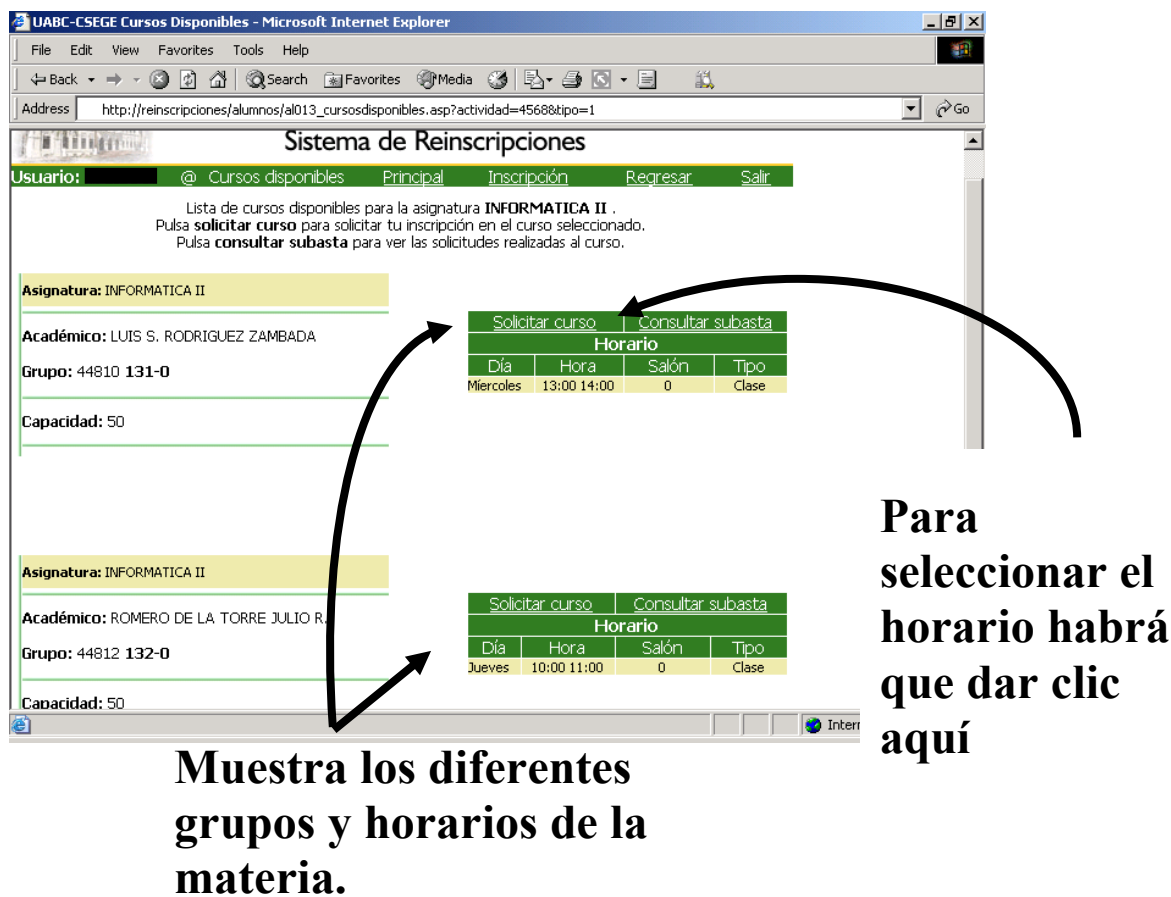 UABC-CSEGE Cursos Disponibles - Microsoft Internet Explorer
File Edit View Favorites Tools Help
Back Search Favorites Media
Address http://reinscripciones/alumnos/al013_cursosdisponibles.asp?actividad=4568&tipo=1 Go
Sistema de Reinscripciones
Usuario: @ Cursos disponibles Principal Inscripción Regresar Salir
Lista de cursos disponibles para la asignatura INFORMATICA II .
Pulsa solicitar curso para solicitar tu inscripción en el curso seleccionado.
Pulsa consultar subasta para ver las solicitudes realizadas al curso.
Asignatura: INFORMATICA II
Académico: LUIS S. RODRIGUEZ ZAMBADA
Grupo: 44810 131-0
Capacidad: 50
Solicitar curso Consultar subasta
Horario
Día Hora Salón Tipo
Míercoles 13:00 14:00 0 Clase
Asignatura: INFORMATICA II
Académico: ROMERO DE LA TORRE JULIO R.
Grupo: 44812 132-0
Capacidad: 50
Solicitar curso Consultar subasta
Horario
Día Hora Salón Tipo
Jueves 10:00 11:00 0 Clase
Intern
Para
seleccionar el
horario habrá
que dar clic
aquí
Muestra los diferentes
grupos y horarios de la
materia.